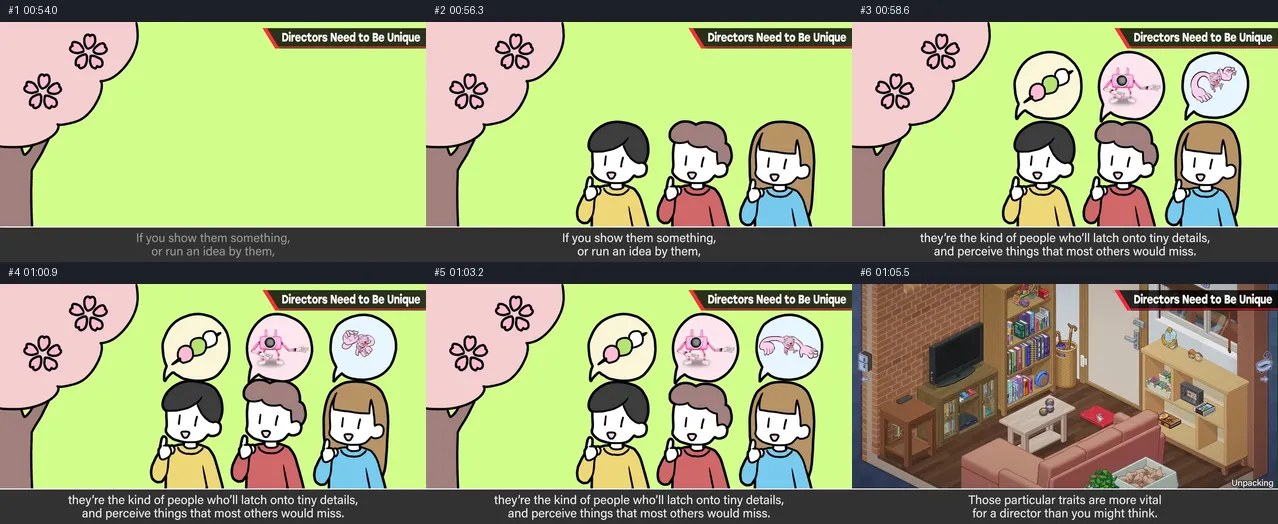 #1 00:54.0
Directors Need to Be Unique
If you show them something,
or run an idea by them,
#2 00:56.3
Directors Need to Be Unique
If you show them something,
or run an idea by them,
#3 00:58.6
Directors Need to Be Unique
they're the kind of people who'll latch onto tiny details,
and perceive things that most others would miss.
#4 01:00.9
Directors Need to Be Unique
they're the kind of people who'll latch onto tiny details,
and perceive things that most others would miss.
#5 01:03.2
Directors Need to Be Unique
they're the kind of people who'll latch onto tiny details,
and perceive things that most others would miss.
#6 01:05.5
Directors Need to Be Unique
Unpacking
Those particular traits are more vital
for a director than you might think.